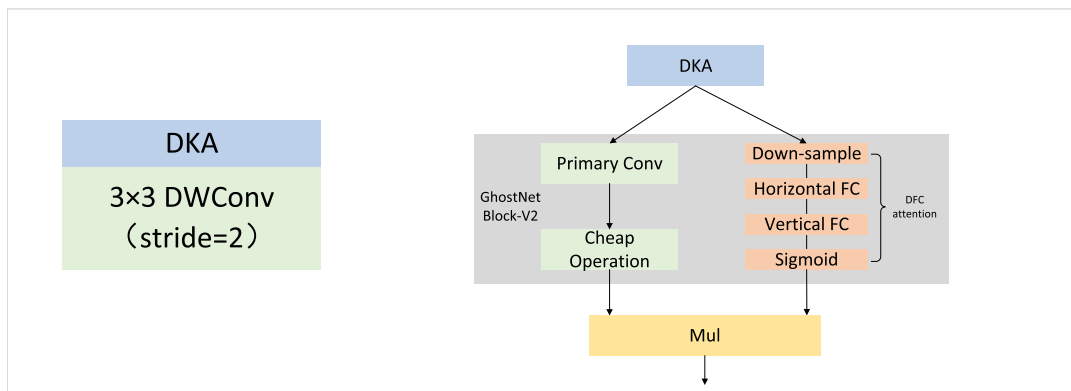 DKA
3×3 DWConv
（stride=2）
DKA
GhostNet
Block-V2
Primary Conv
Cheap
Operation
Down-sample
Horizontal FC
Vertical FC
Sigmoid
DFC
attention
Mul